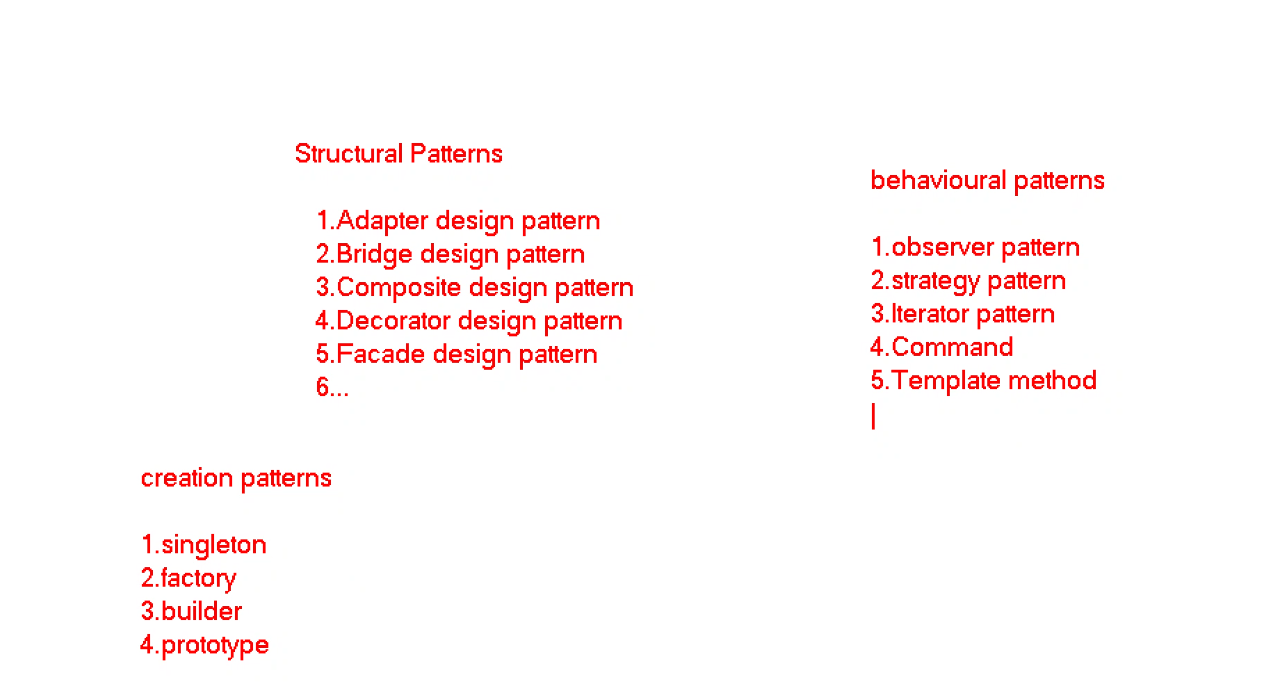 Structural Patterns
1.Adapter design pattern
2.Bridge design pattern
3.Composite design pattern
4.Decorator design pattern
5.Facade design pattern
6...
behavioural patterns
1.observer pattern
2.strategy pattern
3.Iterator pattern
4.Command
5.Template method
creation patterns
1.singleton
2.factory
3.builder
4.prototype